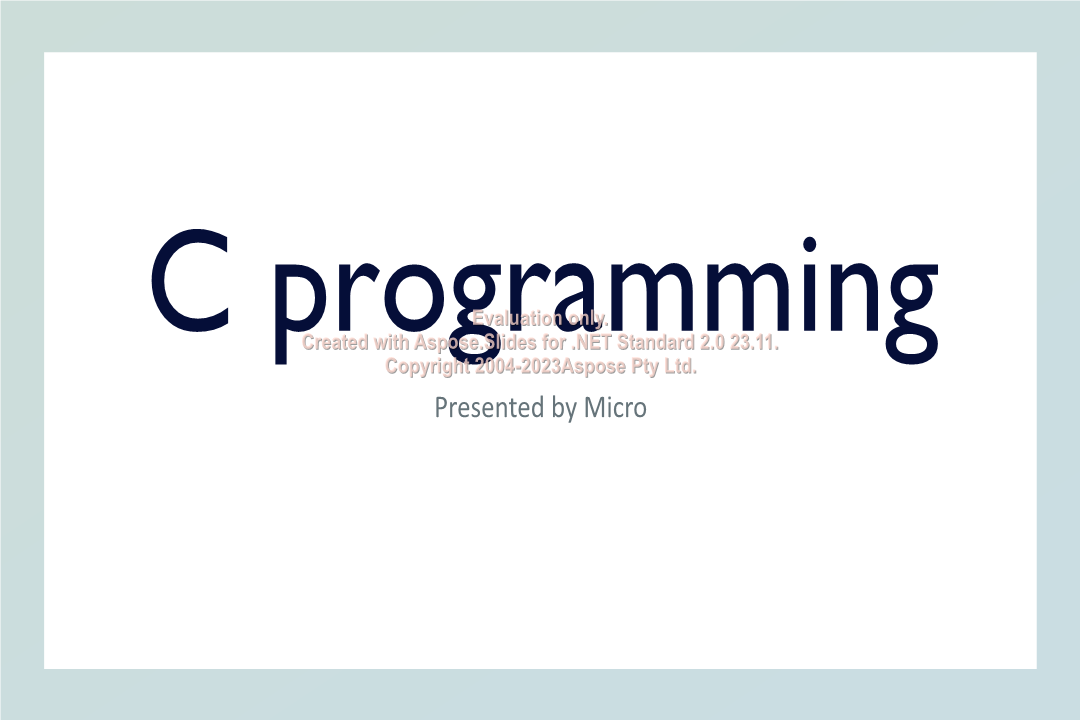 C programming
Evaluation only.
Created with Aspose.Slides for .NET Standard 2.0 23.11.
Copyright 2004-2023Aspose Pty Ltd.
Presented by Micro